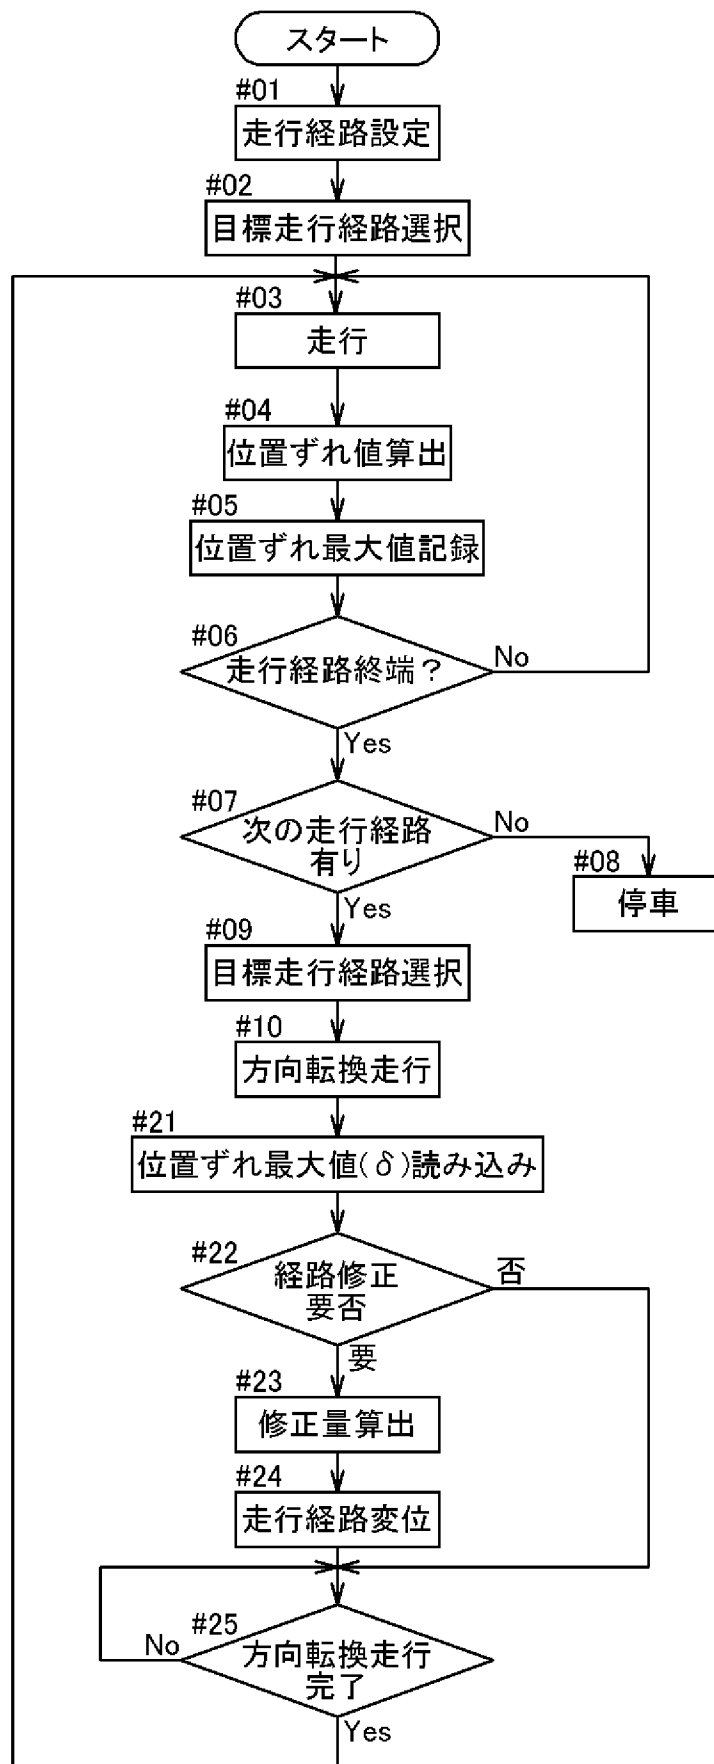 スタート
#01
走行経路設定
#02
目標走行経路選択
#03
走行
#04
位置ずれ値算出
#05
位置ずれ最大値記録
#06
走行経路終端？
No
Yes
#07
次の走行経路
有り
No
#08
停車
Yes
#09
目標走行経路選択
#10
方向転換走行
#21
位置ずれ最大値(δ)読み込み
#22
経路修正
要否
否
要
#23
修正量算出
#24
走行経路変位
#25
方向転換走行
完了
No
Yes